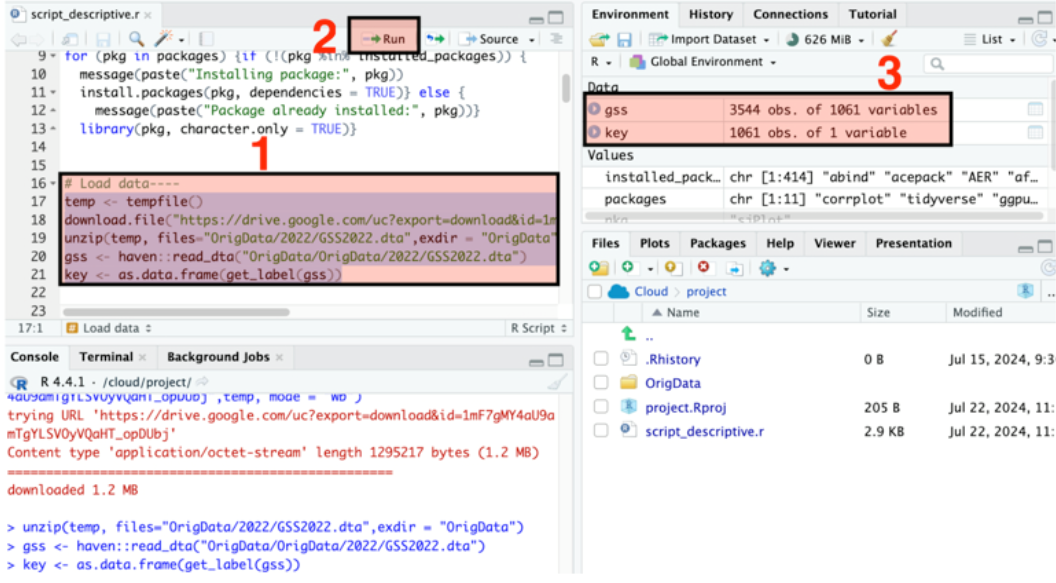 script_descriptive.r
2
Run
Source
9 for (pkg in packages) {if (!(pkg %in% installed_packages)) {
10 message(paste("Installing package:", pkg))
11 install.packages(pkg, dependencies = TRUE)} else {
12 message(paste("Package already installed:", pkg))}
13 library(pkg, character.only = TRUE)}
14
1
15
16 # Load data----
17 temp <- tempfile()
18 download.file("https://drive.google.com/uc?export=download&id=1m
19 unzip(temp, files="OrigData/2022/GSS2022.dta",exdir = "OrigData"
20 gss <- haven::read_dta("OrigData/OrigData/2022/GSS2022.dta")
21 key <- as.data.frame(get_label(gss))
22
23
17:1 Load data R Script
Console Terminal Background Jobs
R 4.4.1 · /cloud/project/
4aU9amTgYLSVOyVQaHT_opDUbj",temp, mode = "wb")
trying URL 'https://drive.google.com/uc?export=download&id=1mF7gMY4aU9a
mTgYLSVOyVQaHT_opDUbj'
Content type 'application/octet-stream' length 1295217 bytes (1.2 MB)
==================================================
downloaded 1.2 MB
> unzip(temp, files="OrigData/2022/GSS2022.dta",exdir = "OrigData")
> gss <- haven::read_dta("OrigData/OrigData/2022/GSS2022.dta")
> key <- as.data.frame(get_label(gss))
Environment History Connections Tutorial
Import Dataset 626 MiB List
R Global Environment
3
Data
gss 3544 obs. of 1061 variables
key 1061 obs. of 1 variable
Values
installed_pack… chr [1:414] "abind" "acepack" "AER" "af…
packages chr [1:11] "corrplot" "tidyverse" "ggpu…
pkg "sjPlot"
Files Plots Packages Help Viewer Presentation
Cloud project
Name Size Modified
..
.Rhistory 0 B Jul 15, 2024, 9:3
OrigData
project.Rproj 205 B Jul 22, 2024, 11:
script_descriptive.r 2.9 KB Jul 22, 2024, 11: